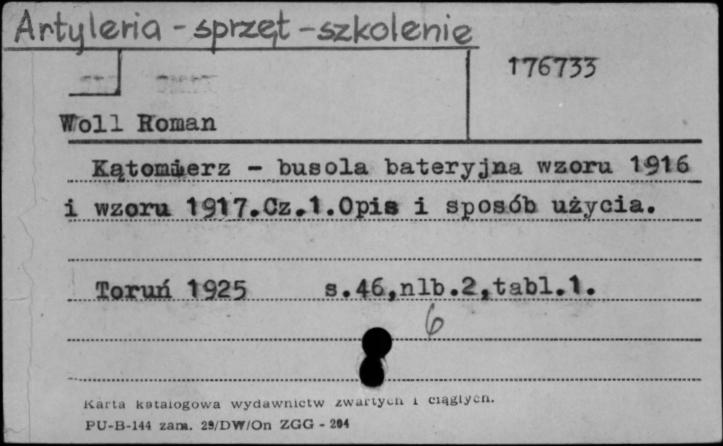 Artyleria - sprzęt - szkolenie
176733
Woll Roman
Kątomierz - busola bateryjna wzoru 1916
i wzoru 1917.Cz.1.Opis i sposób użycia.
Toruń 1925 s.46,nlb.2,tabl.1.
6
Karta katalogowa wydawnictw zwartych i ciągłych.
PU-B-144 zam. 29/DW/On ZGG - 204